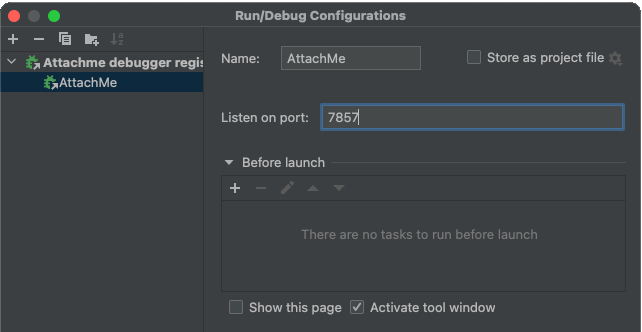 Run/Debug Configurations
Attachme debugger regis
AttachMe
Name: AttachMe
Store as project file
Listen on port: 7857
Before launch
There are no tasks to run before launch
Show this page
Activate tool window